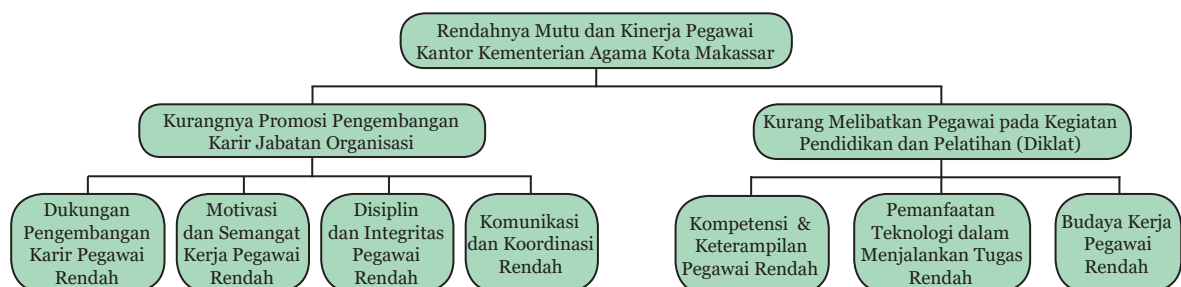 Rendahnya Mutu dan Kinerja Pegawai
Kantor Kementerian Agama Kota Makassar
Kurangnya Promosi Pengembangan
Karir Jabatan Organisasi
Kurang Melibatkan Pegawai pada Kegiatan
Pendidikan dan Pelatihan (Diklat)
Dukungan
Pengembangan
Karir Pegawai
Rendah
Motivasi
dan Semangat
Kerja Pegawai
Rendah
Disiplin
dan Integritas
Pegawai
Rendah
Komunikasi
dan Koordinasi
Rendah
Kompetensi &
Keterampilan
Pegawai Rendah
Pemanfaatan
Teknologi dalam
Menjalankan Tugas
Rendah
Budaya Kerja
Pegawai
Rendah